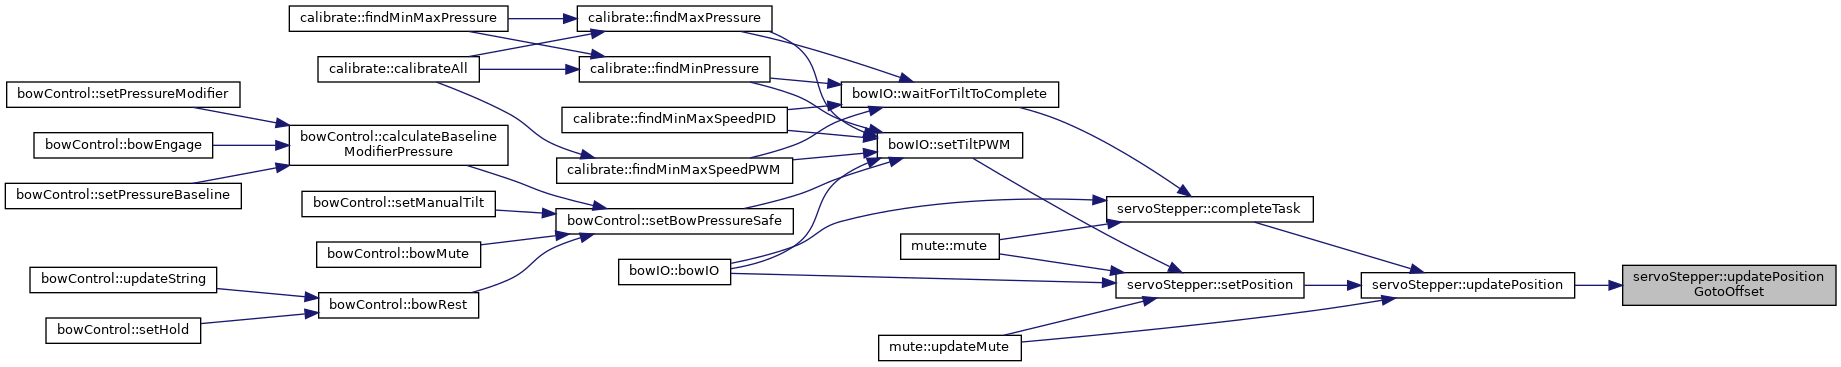 calibrate::findMinMaxPressure
calibrate::findMaxPressure
calibrate::calibrateAll
calibrate::findMinPressure
bowControl::setPressureModifier
bowIO::waitForTiltToComplete
calibrate::findMinMaxSpeedPID
bowControl::bowEngage
bowControl::calculateBaseline
ModifierPressure
bowIO::setTiltPWM
calibrate::findMinMaxSpeedPWM
bowControl::setPressureBaseline
bowControl::setManualTilt
bowControl::setBowPressureSafe
servoStepper::completeTask
mute::mute
bowControl::bowMute
bowIO::bowIO
bowControl::updateString
servoStepper::setPosition
servoStepper::updatePosition
servoStepper::updatePosition
GotoOffset
bowControl::bowRest
bowControl::setHold
mute::updateMute